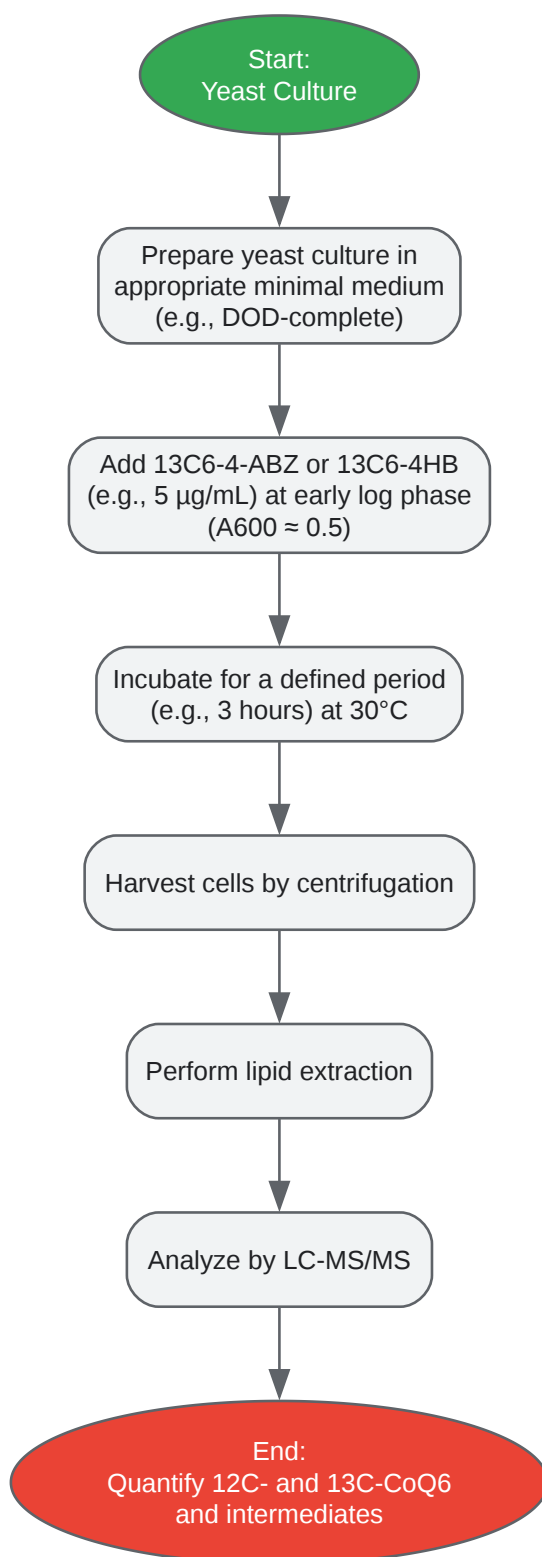 Start:
Yeast Culture
Prepare yeast culture in
appropriate minimal medium
(e.g., DOD-complete)
Add 13C6-4-ABZ or 13C6-4HB
(e.g., 5 µg/mL) at early log phase
(A600 ≈ 0.5)
Incubate for a defined period
(e.g., 3 hours) at 30°C
Harvest cells by centrifugation
Perform lipid extraction
Analyze by LC-MS/MS
End:
Quantify 12C- and 13C-CoQ6
and intermediates